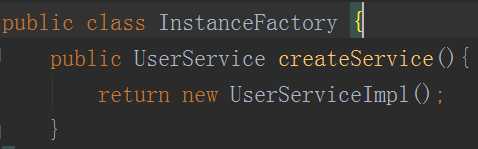 public class InstanceFactory {
public UserService createService(){
return new UserServiceImpl();
}